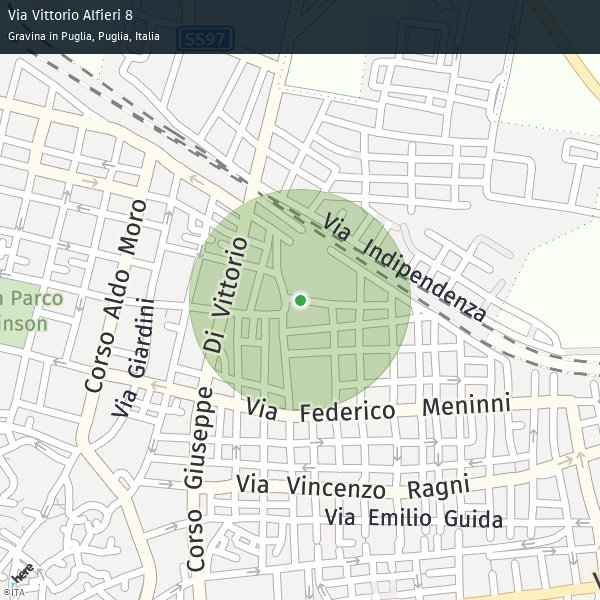 Via Vittorio Alfieri 8
Gravina in Puglia, Puglia, Italia
SS97
Via Indipendenza
Corso Aldo Moro
Corso Giuseppe Di Vittorio
Parco
Via Giardini
Via Federico Meninni
Via Vincenzo Ragni
Via Emilio Guida
here
©ITA